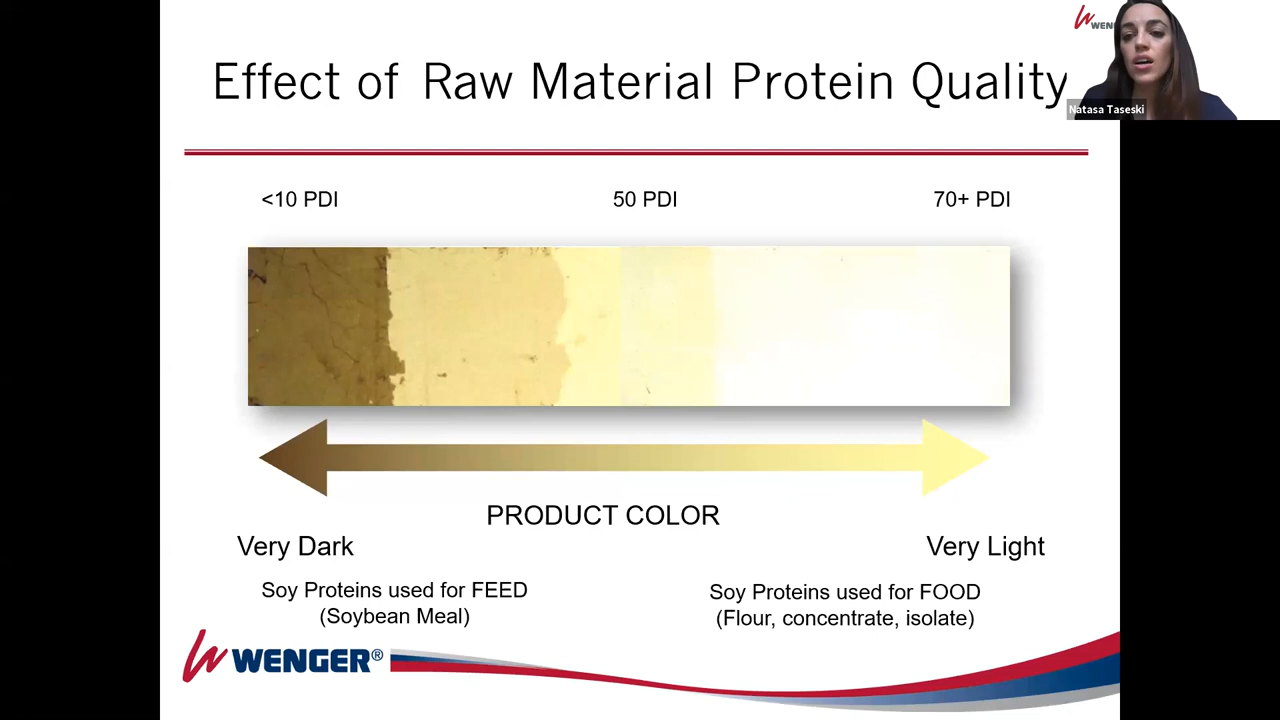 WENGER
Effect of Raw Material Protein Quality
Natasa Taseski
<10 PDI 50 PDI 70+ PDI
PRODUCT COLOR
Very Dark Very Light
Soy Proteins used for FEED
(Soybean Meal)
Soy Proteins used for FOOD
(Flour, concentrate, isolate)
WENGER®